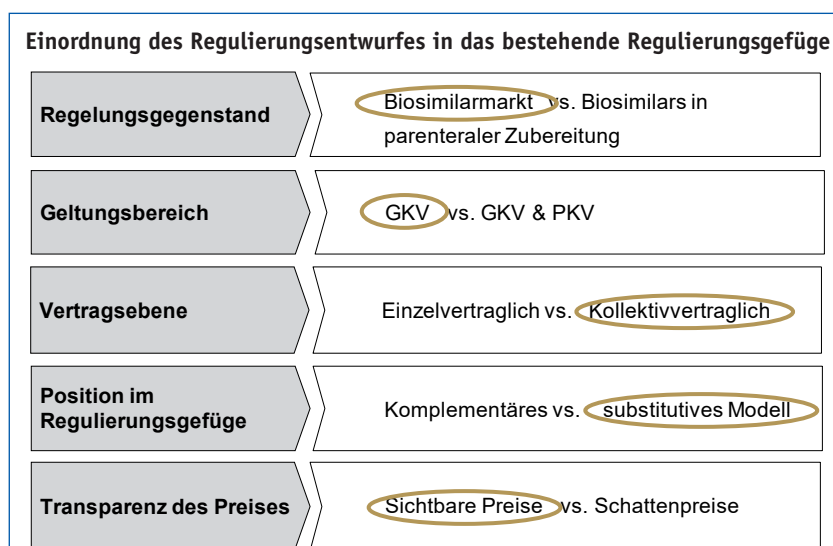 Einordnung des Regulierungsentwurfes in das bestehende Regulierungsgefüge
Regelungsgegenstand
Biosimilarmarkt vs. Biosimilars in
parenteraler Zubereitung
Geltungsbereich
GKV vs. GKV & PKV
Vertragsebene
Einzelvertraglich vs. Kollektivvertraglich
Position im
Regulierungsgefüge
Komplementäres vs. substitutives Modell
Transparenz des Preises
Sichtbare Preise vs. Schattenpreise